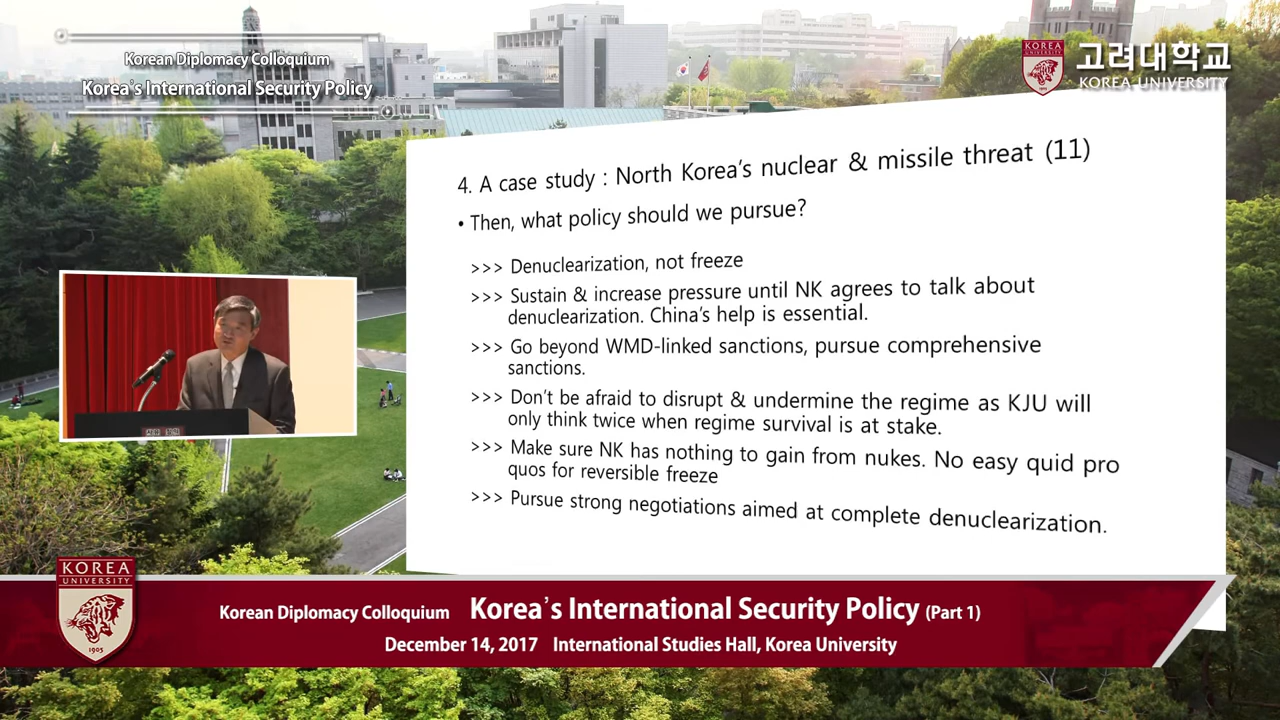 Korean Diplomacy Colloquium
Korea's International Security Policy
KOREA
UNIVERSITY
1905
고려대학교
KOREA UNIVERSITY
4. A case study : North Korea's nuclear & missile threat (11)
• Then, what policy should we pursue?
>>> Denuclearization, not freeze
>>> Sustain & increase pressure until NK agrees to talk about
denuclearization. China's help is essential.
>>> Go beyond WMD-linked sanctions, pursue comprehensive
sanctions.
>>> Don't be afraid to disrupt & undermine the regime as KJU will
only think twice when regime survival is at stake.
>>> Make sure NK has nothing to gain from nukes. No easy quid pro
quos for reversible freeze
>>> Pursue strong negotiations aimed at complete denuclearization.
KOREA
UNIVERSITY
1905
Korean Diplomacy Colloquium Korea's International Security Policy (Part 1)
December 14, 2017 International Studies Hall, Korea University